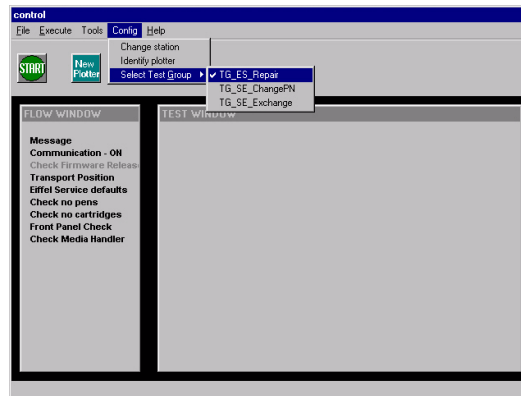 control
File Execute Tools Config Help
Change station
Identify plotter
Select Test Group
TG_ES_Repair
TG_SE_ChangePN
TG_SE_Exchange
START
New
Plotter
FLOW WINDOW
TEST WINDOW
Message
Communication - ON
Check Firmware Releas
Transport Position
Eiffel Service defaults
Check no pens
Check no cartridges
Front Panel Check
Check Media Handler